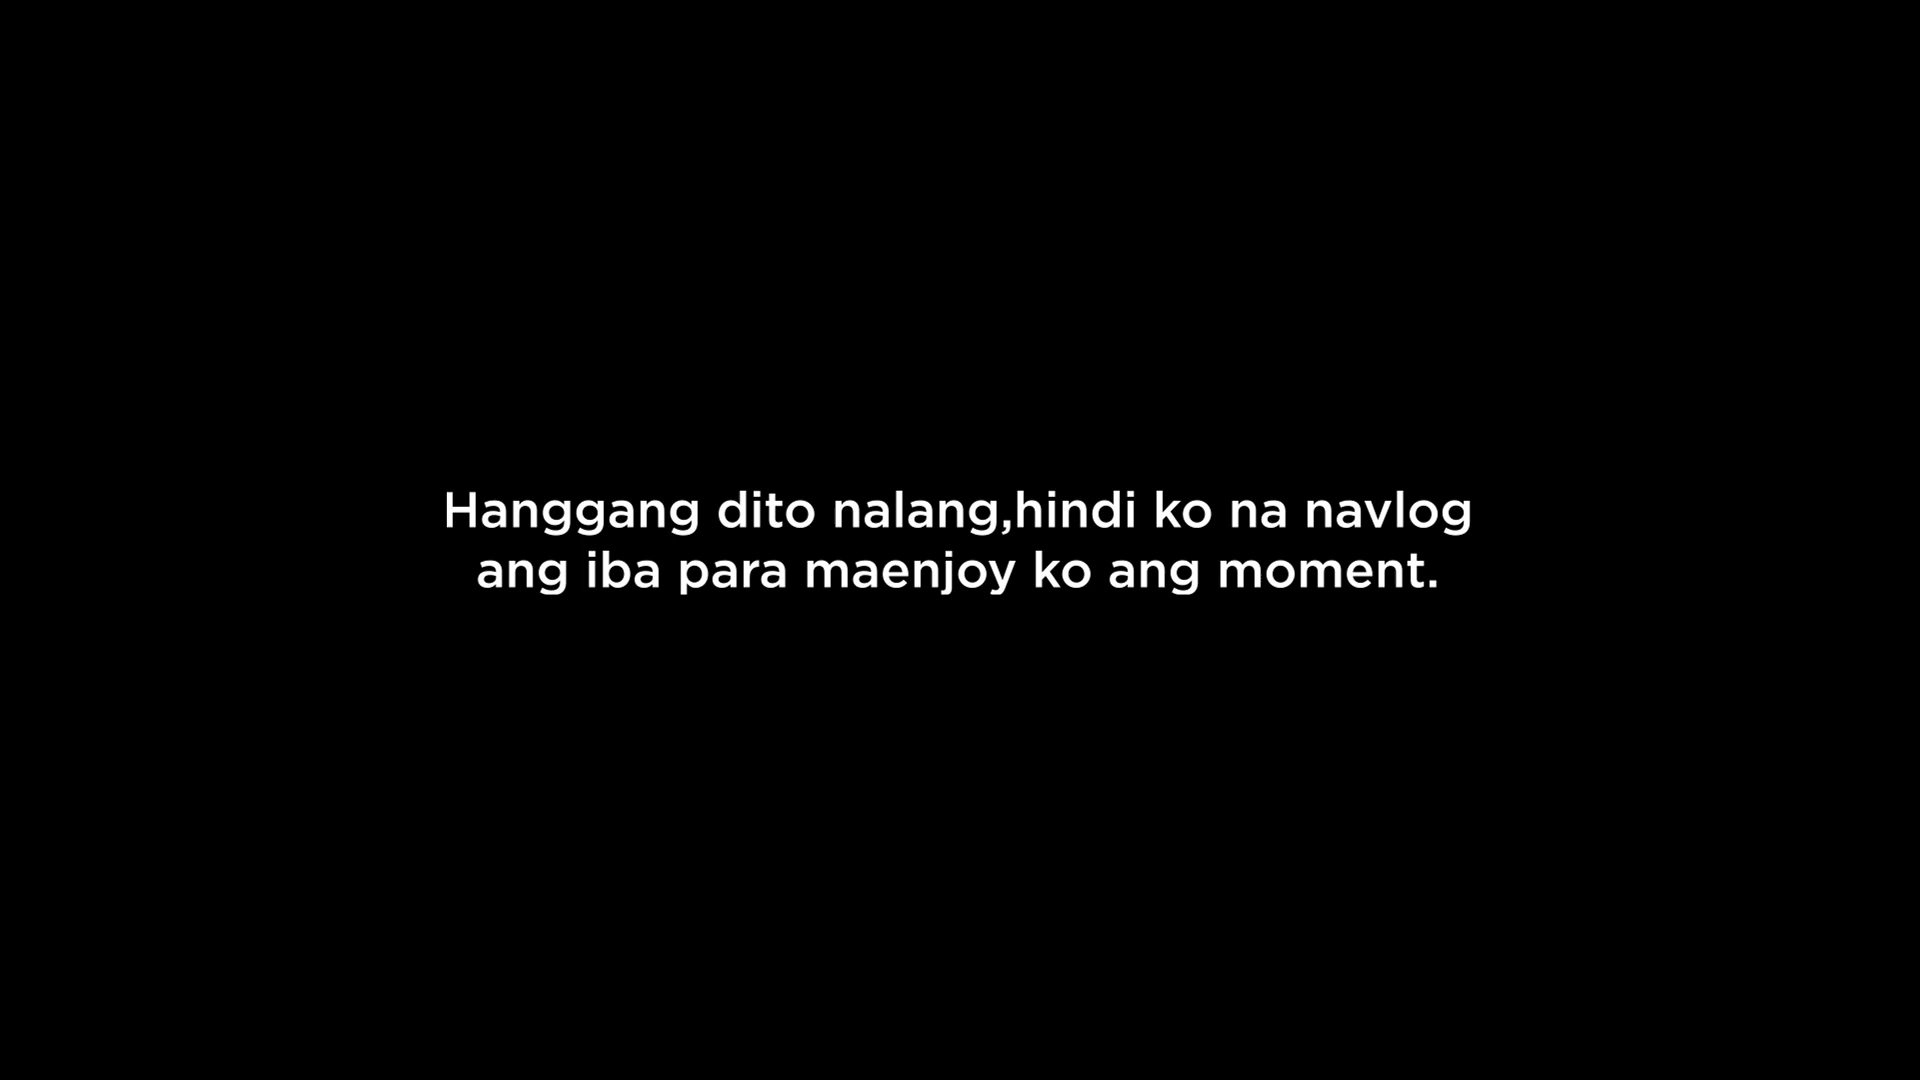 Hanggang dito nalang,hindi ko na navlog
ang iba para maenjoy ko ang moment.